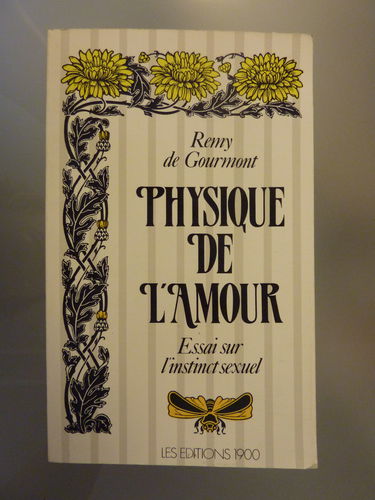 Remy
de Gourmont
PHYSIQUE
DE
L'AMOUR
Essai sur
l'instinct sexuel
LES EDITIONS 1900